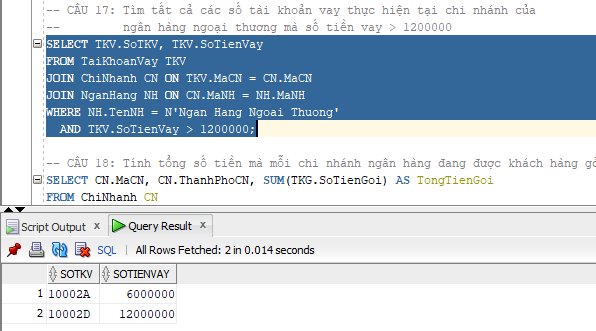 -- CÂU 17: Tìm tất cả các số tài khoản vay thực hiện tại chi nhánh của
-- ngân hàng ngoại thương mà số tiền vay > 1200000
SELECT TKV.SoTKV, TKV.SoTienVay
FROM TaiKhoanVay TKV
JOIN ChiNhanh CN ON TKV.MaCN = CN.MaCN
JOIN NganHang NH ON CN.MaNH = NH.MaNH
WHERE NH.TenNH = N'Ngan Hang Ngoai Thuong'
AND TKV.SoTienVay > 1200000;
-- CÂU 18: Tính tổng số tiền mà mỗi chi nhánh ngân hàng đang được khách hàng gở
SELECT CN.MaCN, CN.ThanhPhoCN, SUM(TKG.SoTienGoi) AS TongTienGoi
FROM ChiNhanh CN
Script Output x Query Result x
SQL | All Rows Fetched: 2 in 0.014 seconds
SOTKV SOTIENVAY
1 10002A 6000000
2 10002D 12000000